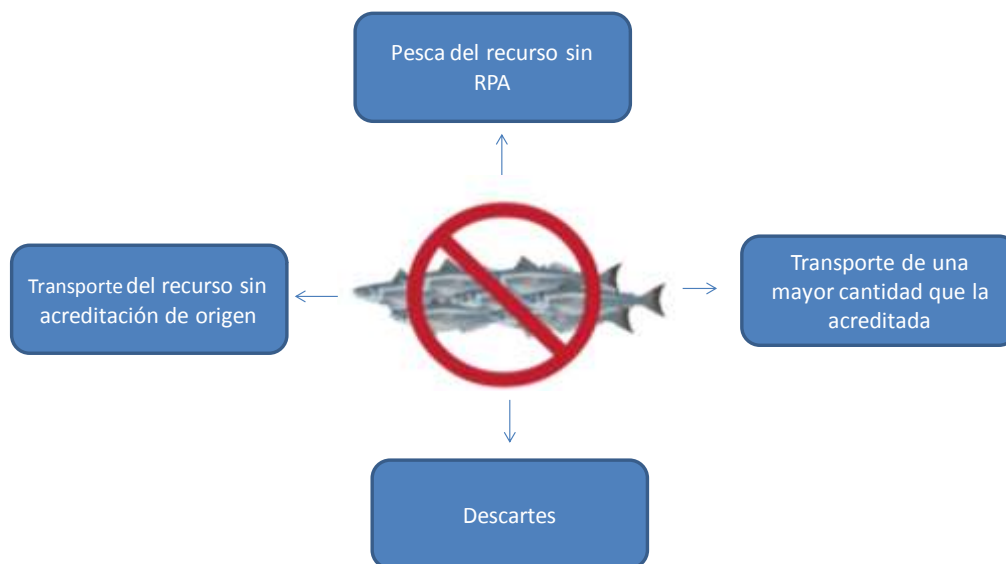 Pesca del recurso sin
RPA
Transporte del recurso sin
acreditación de origen
Transporte de una
mayor cantidad que la
acreditada
Descartes